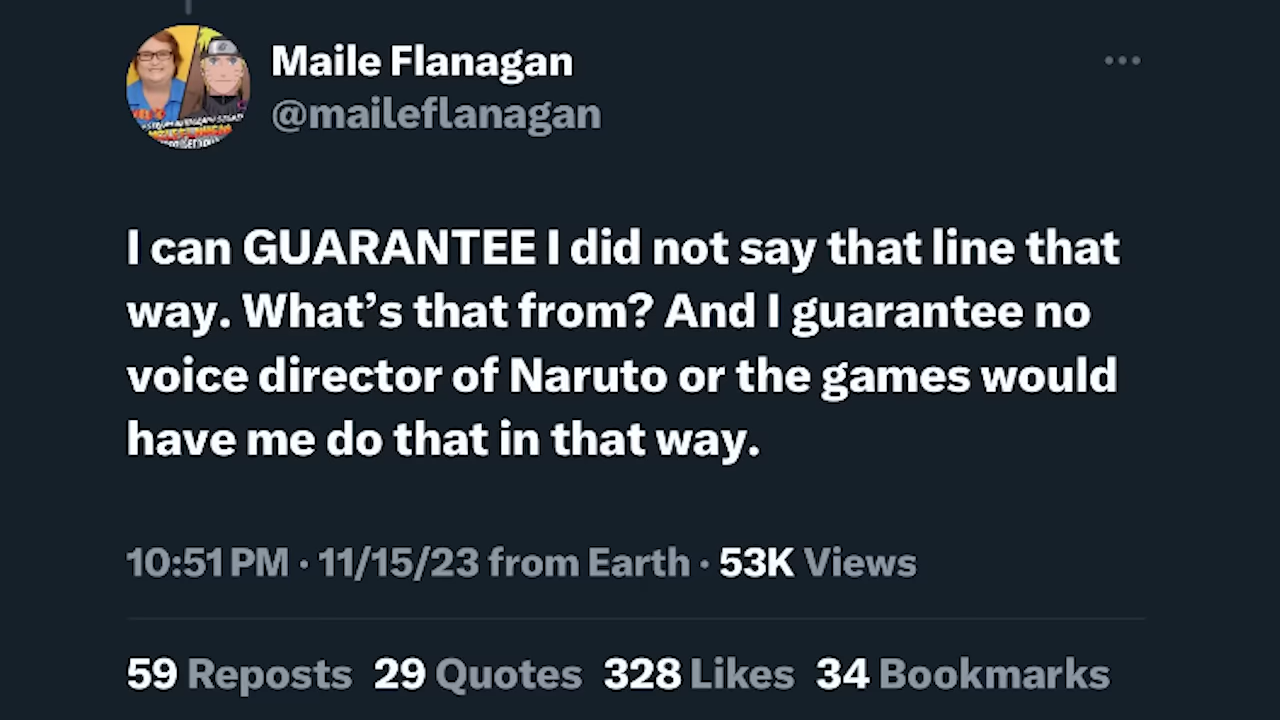 Maile Flanagan
@maileflanagan
I can GUARANTEE I did not say that line that
way. What’s that from? And I guarantee no
voice director of Naruto or the games would
have me do that in that way.
10:51 PM · 11/15/23 from Earth · 53K Views
59 Reposts 29 Quotes 328 Likes 34 Bookmarks